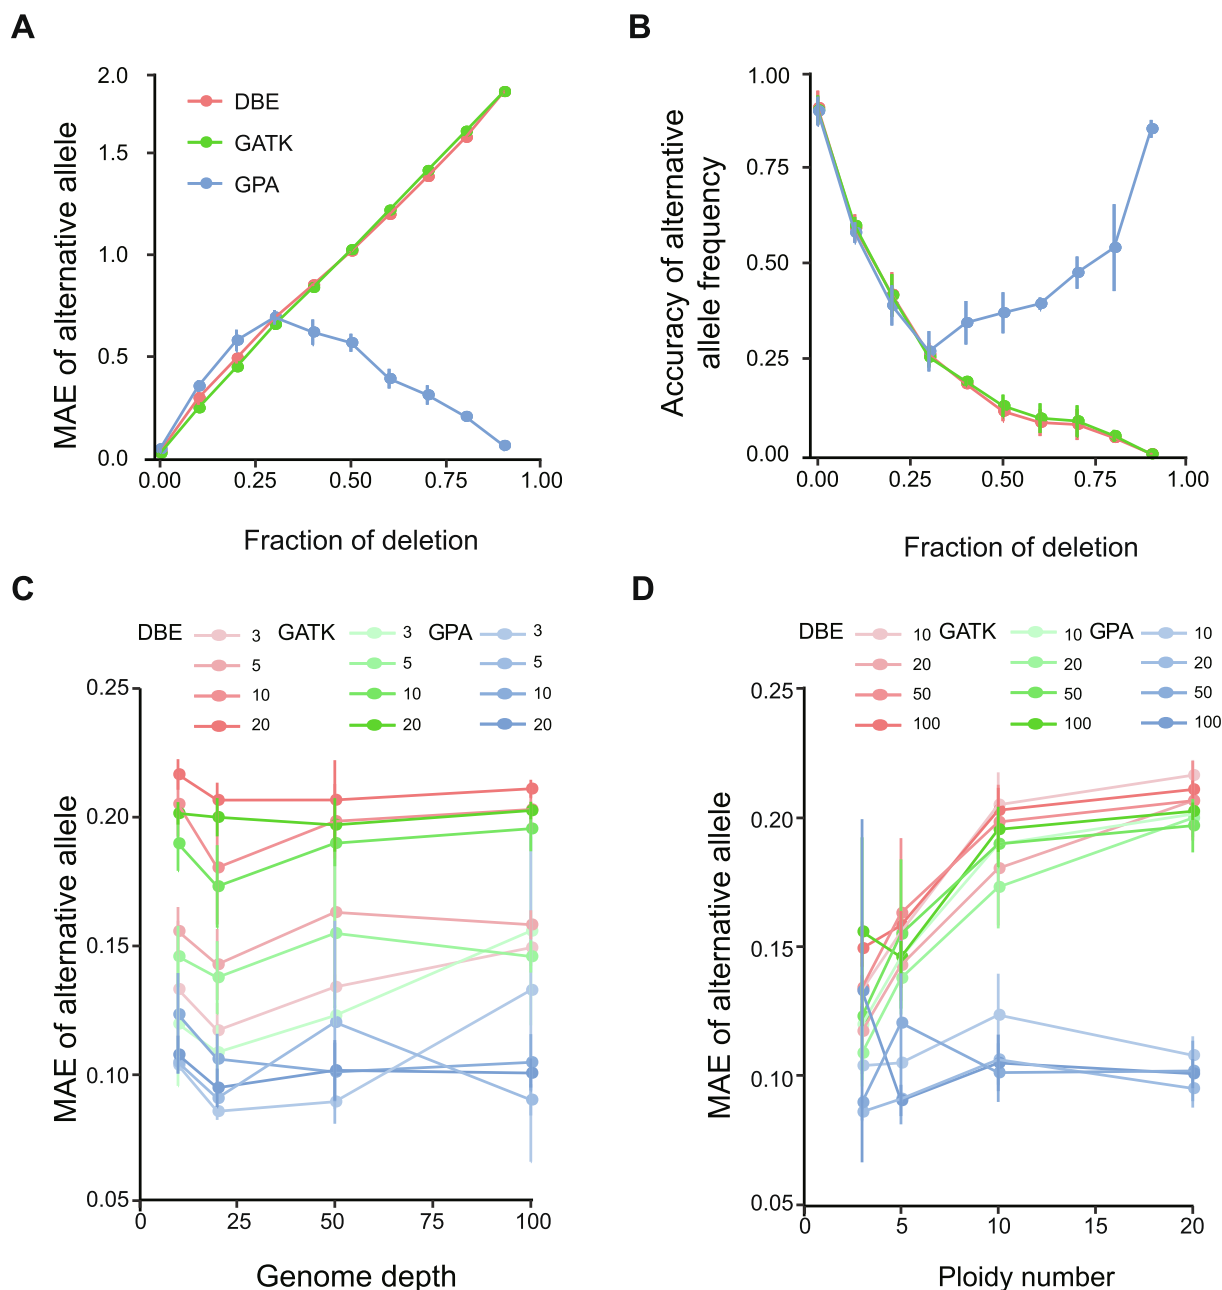 A
MAE of alternative allele
2.0
1.5
1.0
0.5
0.0
DBE
GATK
GPA
0.00 0.25 0.50 0.75 1.00
Fraction of deletion
B
Accuracy of alternative
allele frequency
1.00
0.75
0.50
0.25
0.00
0.00 0.25 0.50 0.75 1.00
Fraction of deletion
C
DBE 3 GATK 3 GPA 3
5 5 5
10 10 10
20 20 20
MAE of alternative allele
0.25
0.20
0.15
0.10
0.05
0 25 50 75 100
Genome depth
D
DBE 10 GATK 10 GPA 10
20 20 20
50 50 50
100 100 100
MAE of alternative allele
0.25
0.20
0.15
0.10
0.05
0 5 10 15 20
Ploidy number